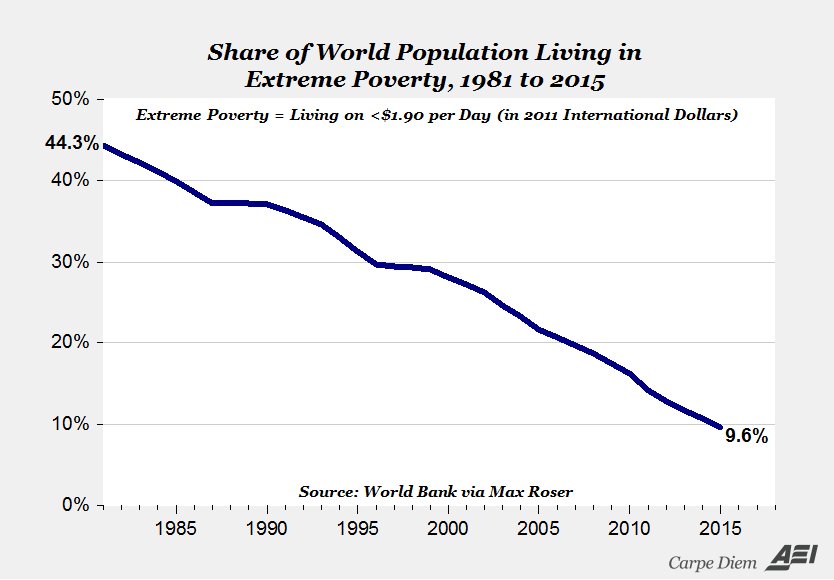 Share of World Population Living in
Extreme Poverty, 1981 to 2015
50%
Extreme Poverty = Living on <$1.90 per Day (in 2011 International Dollars)
44.3%
40%
30%
20%
10%
9.6%
Source: World Bank via Max Roser
0%
1985 1990 1995 2000 2005 2010 2015
Carpe Diem AEI